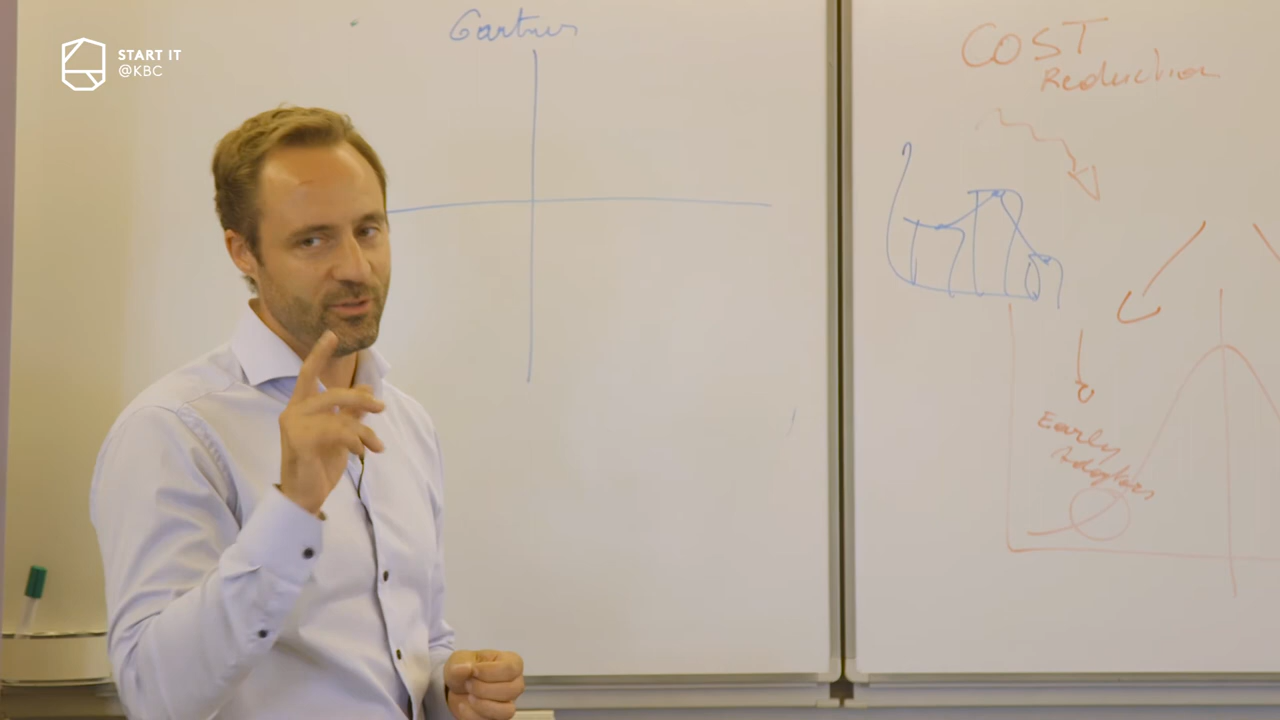 START IT
@KBC
Gartner
COST
Reduction
Early
Adopters